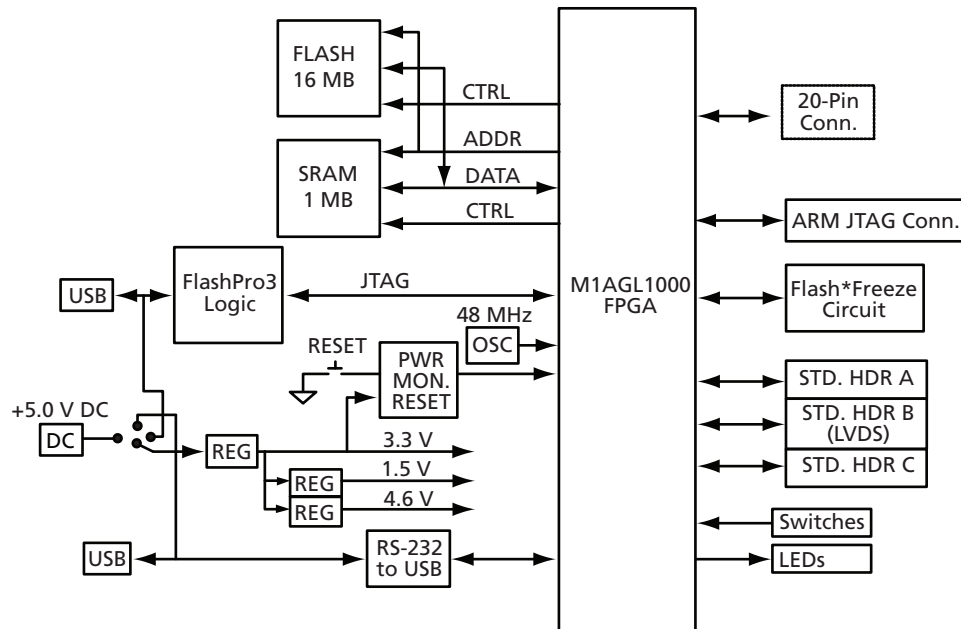 FLASH
16 MB
CTRL
ADDR
SRAM
1 MB
DATA
CTRL
20-Pin
Conn.
ARM JTAG Conn.
USB
FlashPro3
Logic
JTAG
M1AGL1000
FPGA
Flash*Freeze
Circuit
48 MHz
OSC
RESET
PWR
MON.
RESET
STD. HDR A
STD. HDR B
(LVDS)
STD. HDR C
+5.0 V DC
DC
REG
3.3 V
REG
1.5 V
REG
4.6 V
Switches
LEDs
USB
RS-232
to USB